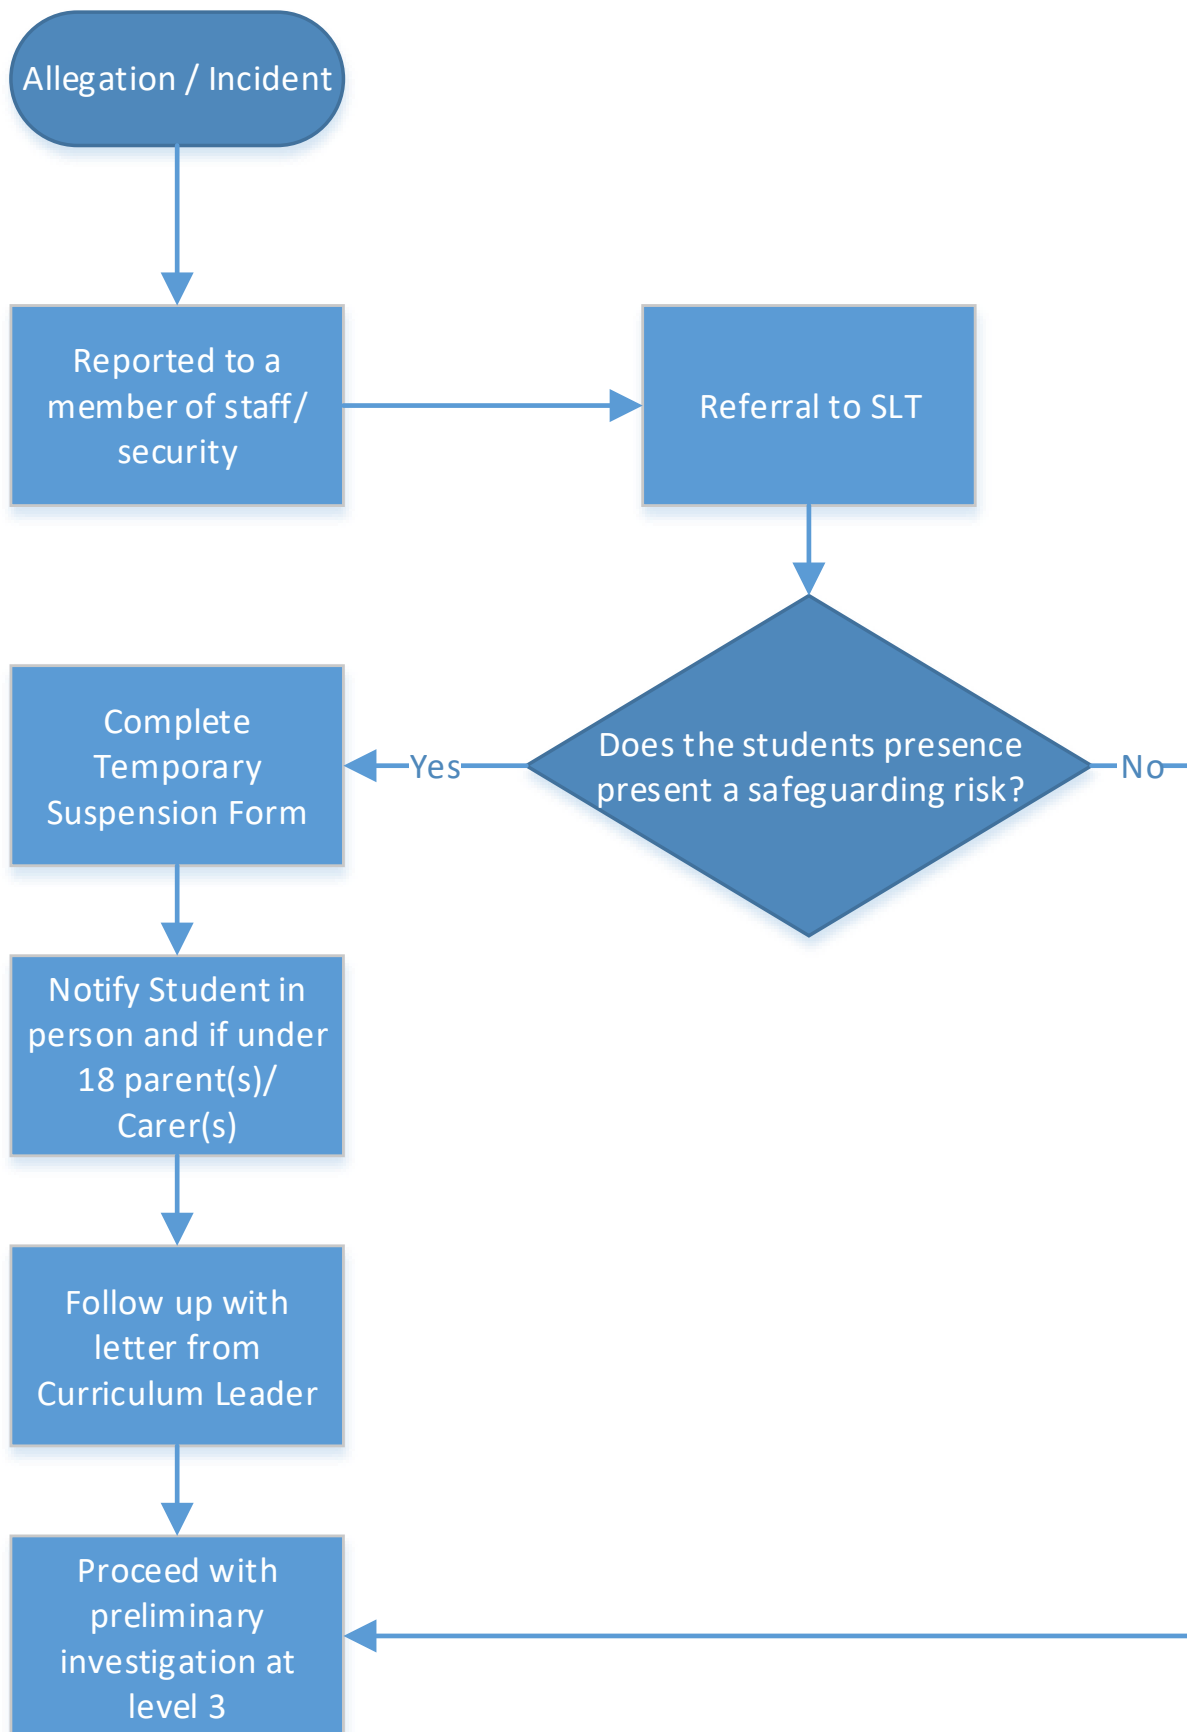 Allegation / Incident
Reported to a
member of staff/
security
Referral to SLT
Does the students presence
present a safeguarding risk?
Yes
No
Complete
Temporary
Suspension Form
Notify Student in
person and if under
18 parent(s)/
Carer(s)
Follow up with
letter from
Curriculum Leader
Proceed with
preliminary
investigation at
level 3